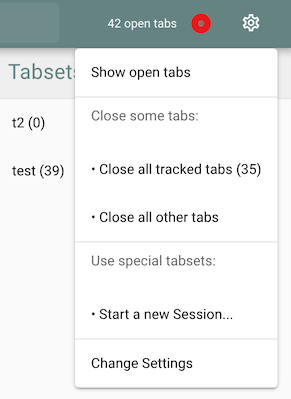 42 open tabs
Tabsets
Show open tabs
Close some tabs:
t2 (0)
test (39)
• Close all tracked tabs (35)
• Close all other tabs
Use special tabsets:
• Start a new Session...
Change Settings